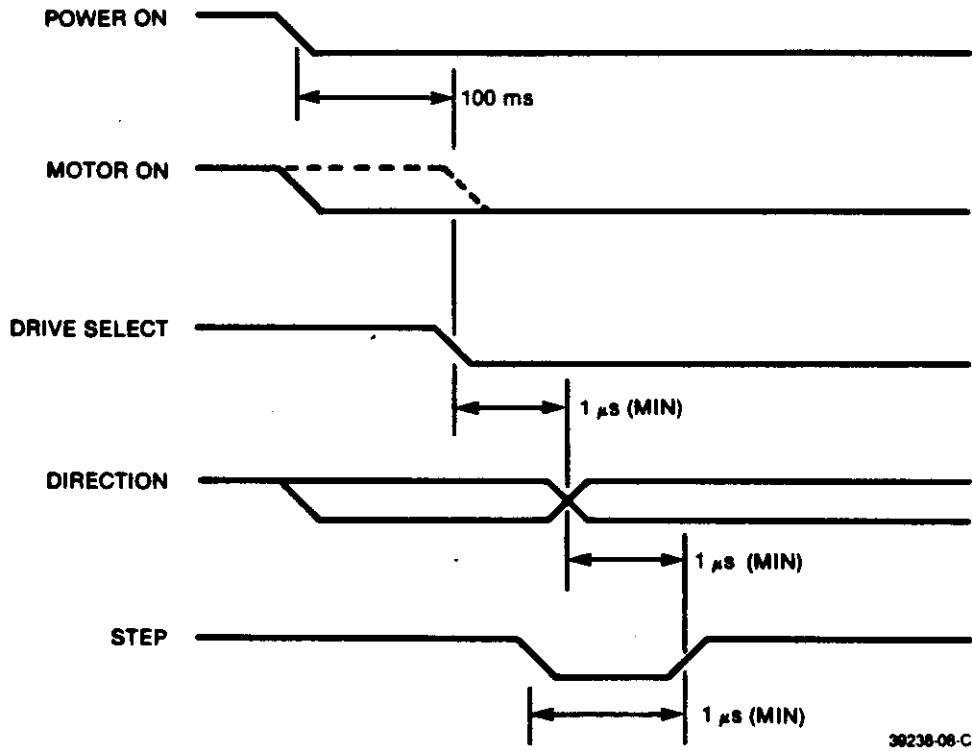 POWER ON
100 ms
MOTOR ON
DRIVE SELECT
1 μs (MIN)
DIRECTION
1 μs (MIN)
STEP
1 μs (MIN)
39238-08-C